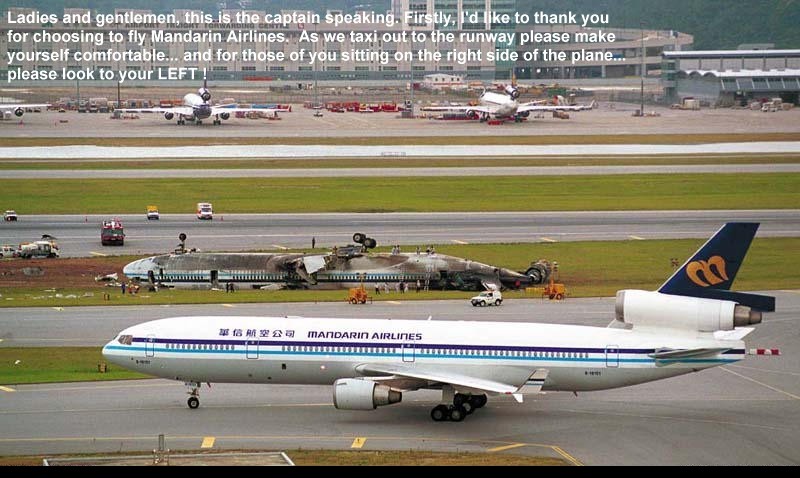 Ladies and gentlemen, this is the captain speaking. Firstly, I'd like to thank you
for choosing to fly Mandarin Airlines. As we taxi out to the runway please make
yourself comfortable... and for those of you sitting on the right side of the plane...
please look to your LEFT !
華信航空公司 MANDARIN AIRLINES